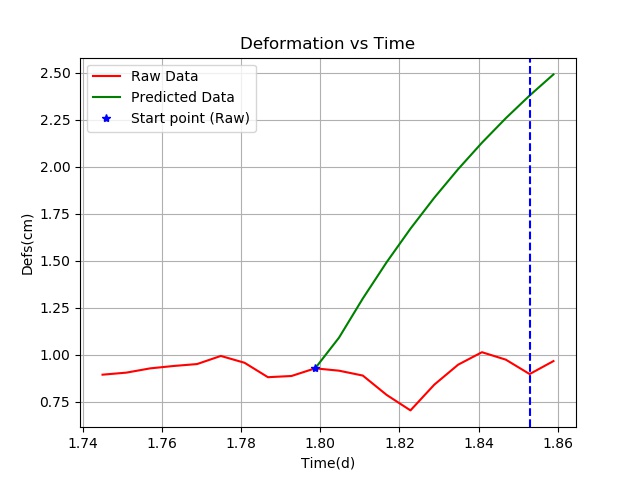 Deformation vs Time
Raw Data
Predicted Data
Start point (Raw)
Defs(cm)
2.50
2.25
2.00
1.75
1.50
1.25
1.00
0.75
1.74 1.76 1.78 1.80 1.82 1.84 1.86
Time(d)